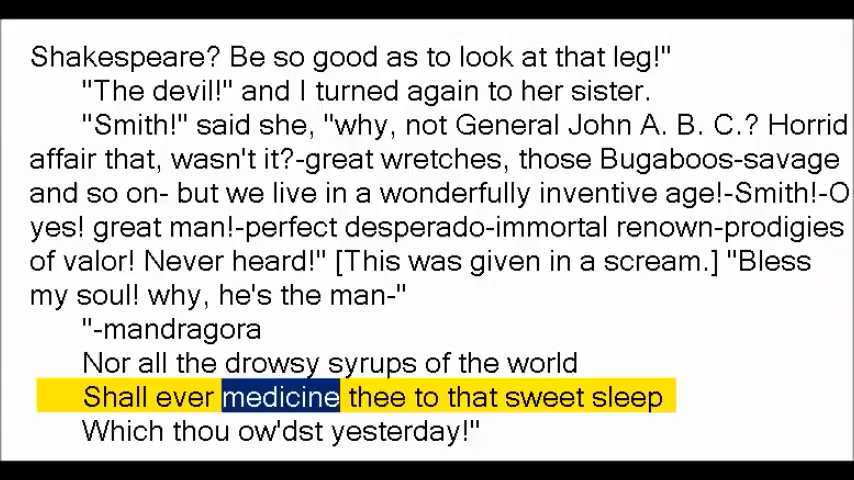 Shakespeare? Be so good as to look at that leg!"
"The devil!" and I turned again to her sister.
"Smith!" said she, "why, not General John A. B. C.? Horrid
affair that, wasn't it?-great wretches, those Bugaboos-savage
and so on- but we live in a wonderfully inventive age!-Smith!-O
yes! great man!-perfect desperado-immortal renown-prodigies
of valor! Never heard!" [This was given in a scream.] "Bless
my soul! why, he's the man-"
"-mandragora
Nor all the drowsy syrups of the world
Shall ever medicine thee to that sweet sleep
Which thou ow'dst yesterday!"